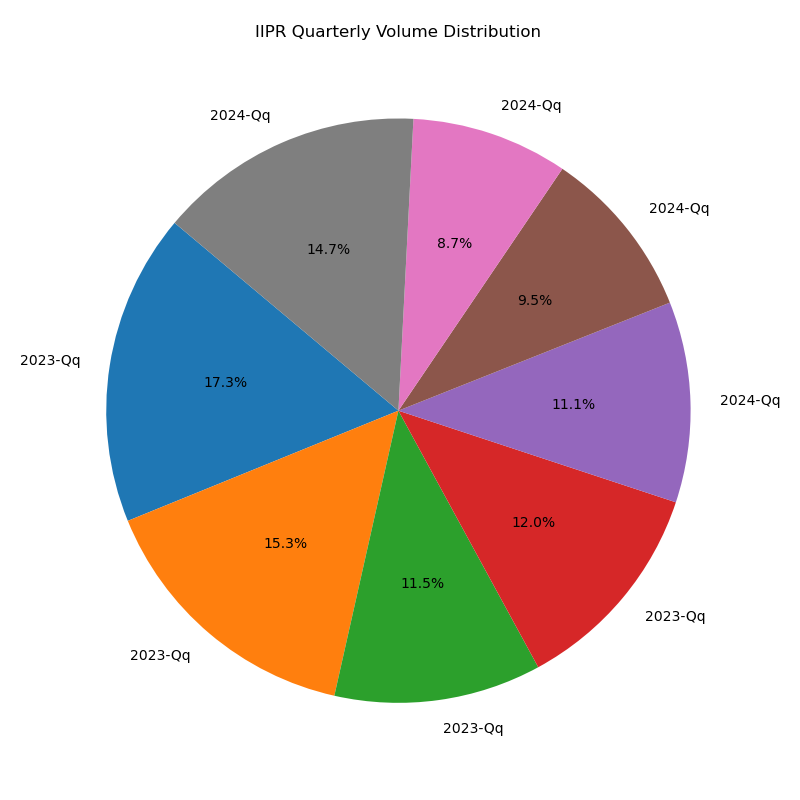 IIPR Quarterly Volume Distribution
2024-Qq
2024-Qq
2024-Qq
14.7%
8.7%
9.5%
2023-Qq
17.3%
11.1%
2024-Qq
15.3%
12.0%
11.5%
2023-Qq
2023-Qq
2023-Qq